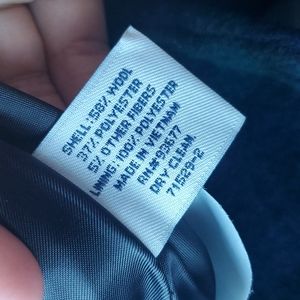 SHELL: 58% WOOL
37% POLYESTER
5% OTHER FIBERS
LINING: 100% POLYESTER
MADE IN VIETNAM
RN# 93677
DRY CLEAN
71529-2